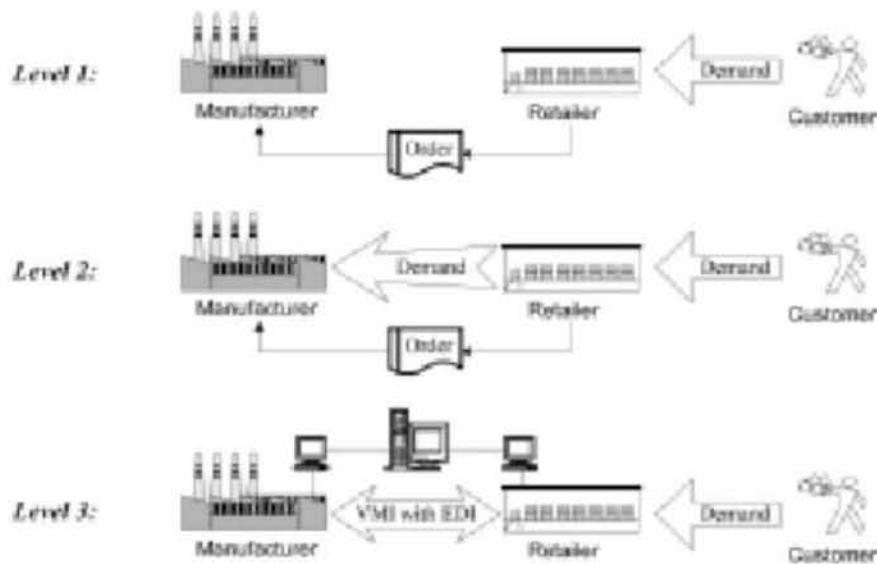 Level 1:
Manufacturer
Retailer
Demand
Customer
Order
Level 2:
Manufacturer
Demand
Retailer
Demand
Customer
Order
Level 3:
Manufacturer
VMI with EDI
Retailer
Demand
Customer